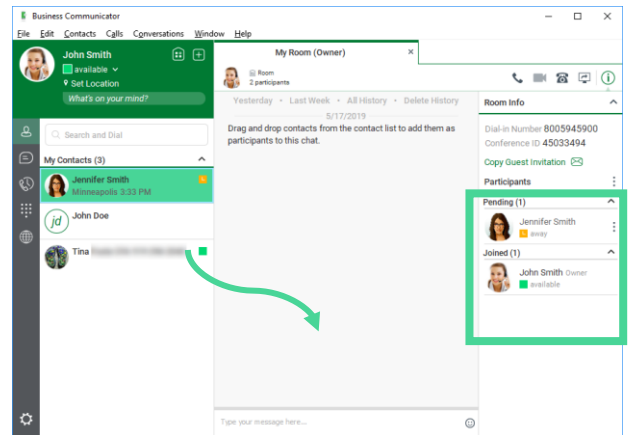 Business Communicator
File Edit Contacts Calls Conversations Window Help
John Smith
available
Set Location
What's on your mind?
Search and Dial
My Contacts (3)
Jennifer Smith
Minneapolis 3:33 PM
jd
John Doe
Tina
My Room (Owner)
Room
2 participants
Yesterday • Last Week • All History • Delete History
5/17/2019
Drag and drop contacts from the contact list to add them as
participants to this chat.
Type your message here...
Room Info
Dial-in Number 8005945900
Conference ID 45033494
Copy Guest Invitation
Participants
Pending (1)
Jennifer Smith
away
Joined (1)
John Smith Owner
available